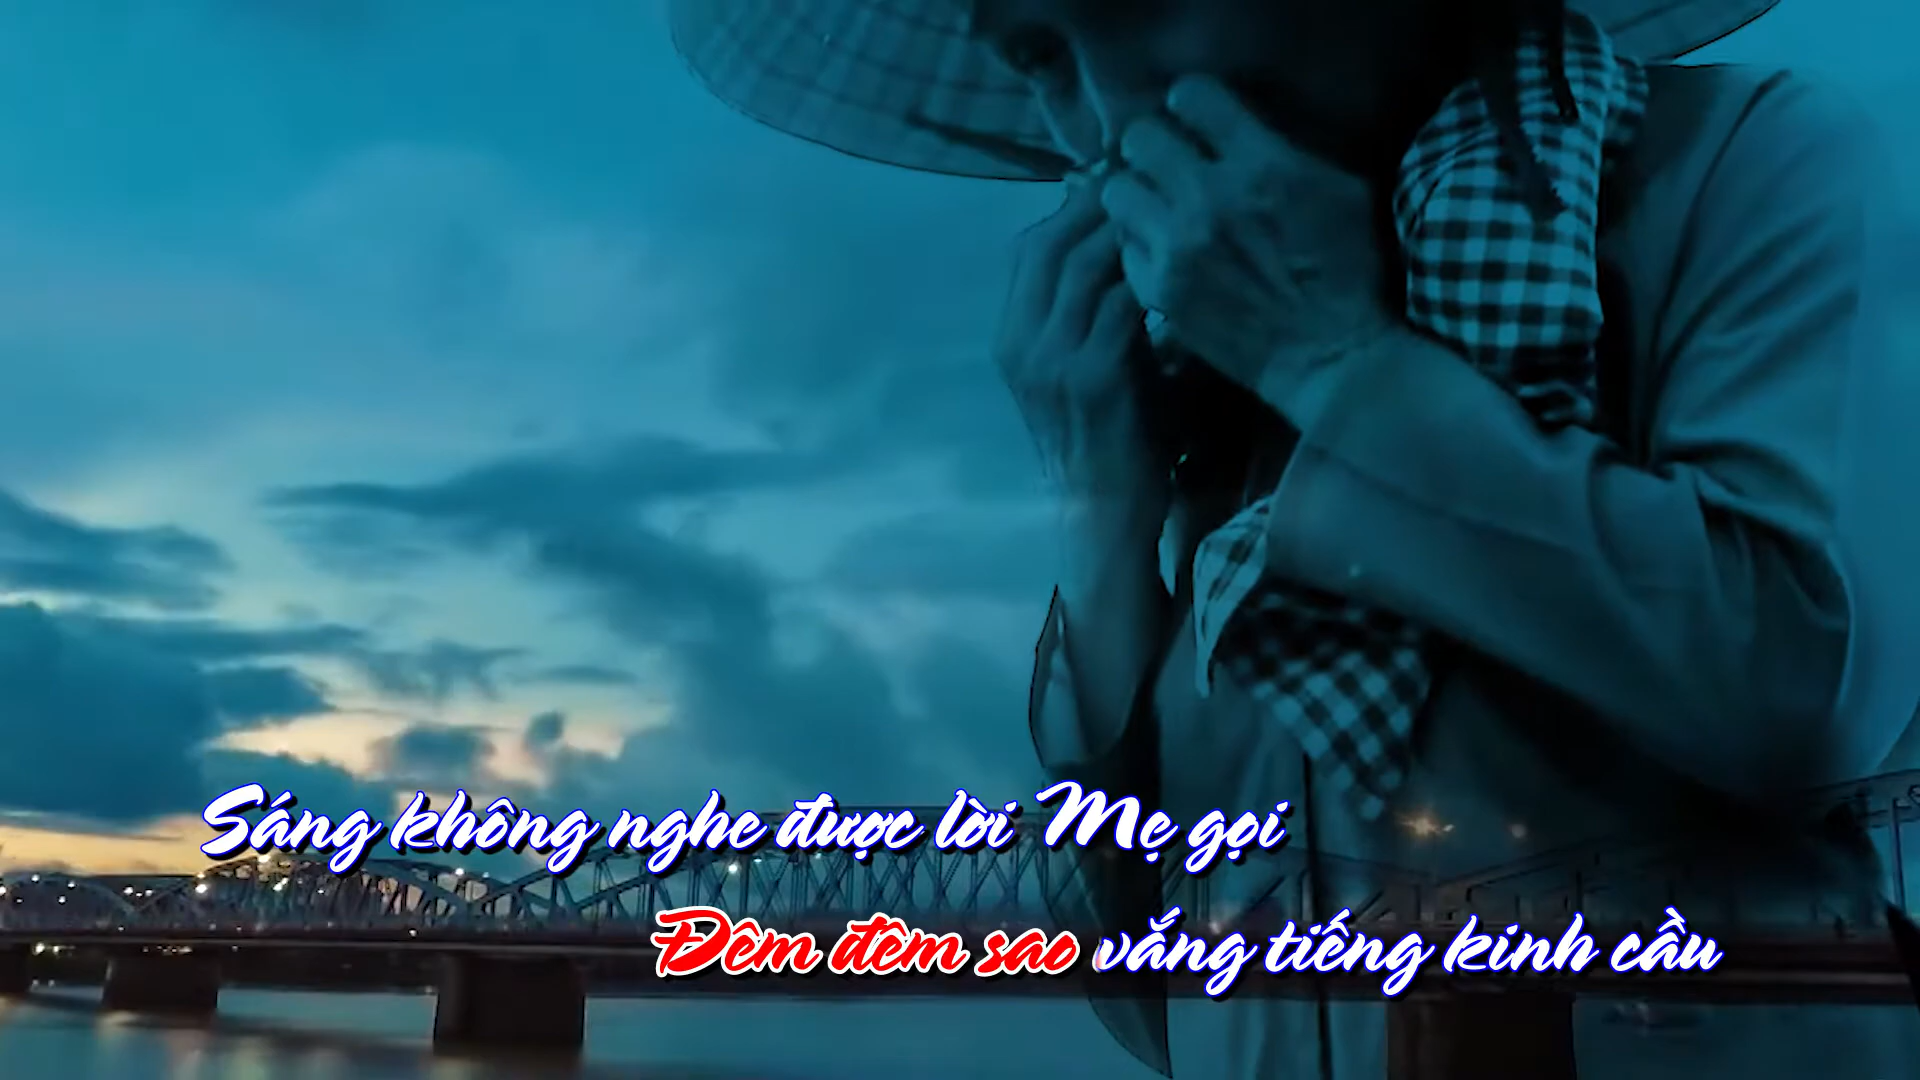 Sáng không nghe được lời Mẹ gọi
Đêm đêm sao vắng tiếng kinh cầu